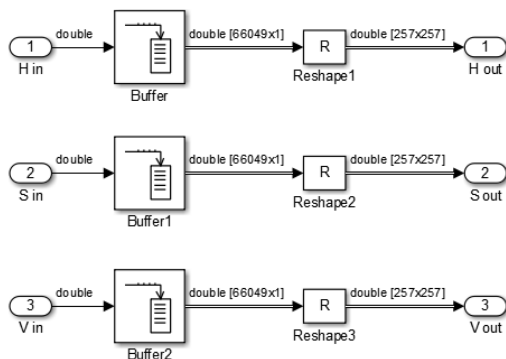 double
double [66049x1]
double [257x257]
1
R
1
H in
Buffer
Reshape1
H out
double
double [66049x1]
double [257x257]
2
R
2
S in
Buffer1
Reshape2
S out
double
double [66049x1]
double [257x257]
3
R
3
V in
Buffer2
Reshape3
V out